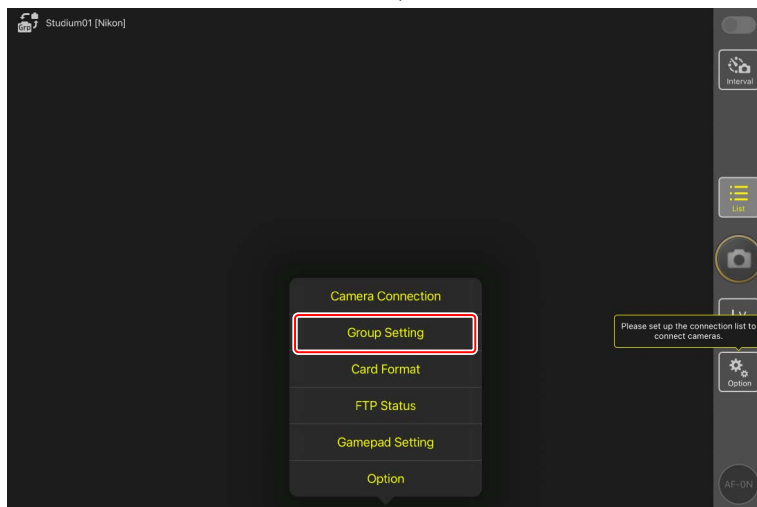 Grp
Studium01 [Nikon]
Interval
List
Camera Connection
Group Setting
Card Format
FTP Status
Gamepad Setting
Option
Please set up the connection list to
connect cameras.
Option
AF-ON